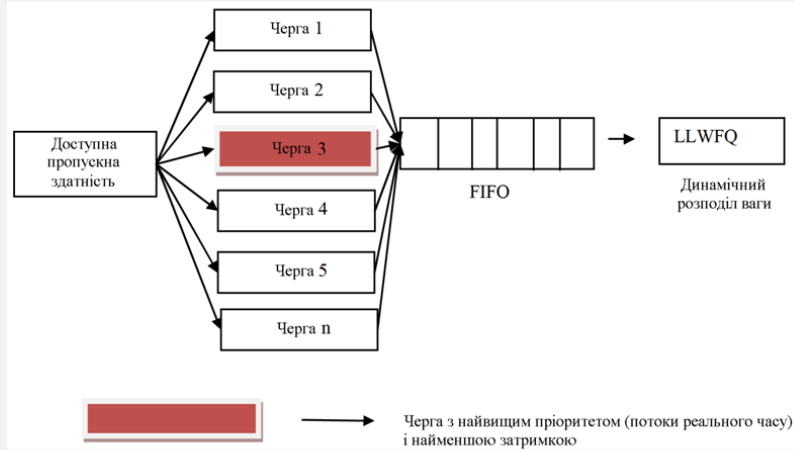 Черга 1
Черга 2
Черга 3
Черга 4
Черга 5
Черга n
Доступна
пропускна
здатність
FIFO
LLWFQ
Динамічний
розподіл ваги
Черга з найвищим пріоритетом (потоки реального часу)
і найменшою затримкою